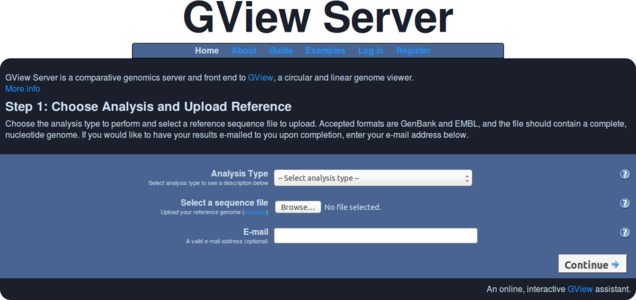 GView Server
Home About Guide Examples Log in Register
GView Server is a comparative genomics server and front end to GView, a circular and linear genome viewer.
More info
Step 1: Choose Analysis and Upload Reference
Choose the analysis type to perform and select a reference sequence file to upload. Accepted formats are GenBank and EMBL, and the file should contain a complete,
nucleotide genome. If you would like to have your results e-mailed to you upon completion, enter your e-mail address below.
Analysis Type
-- Select analysis type --
Select analysis type to see a description below
Select a sequence file
Browse... No file selected.
Upload your reference genome (example)
E-mail
A valid e-mail address (optional)
Continue
An online, interactive GView assistant.